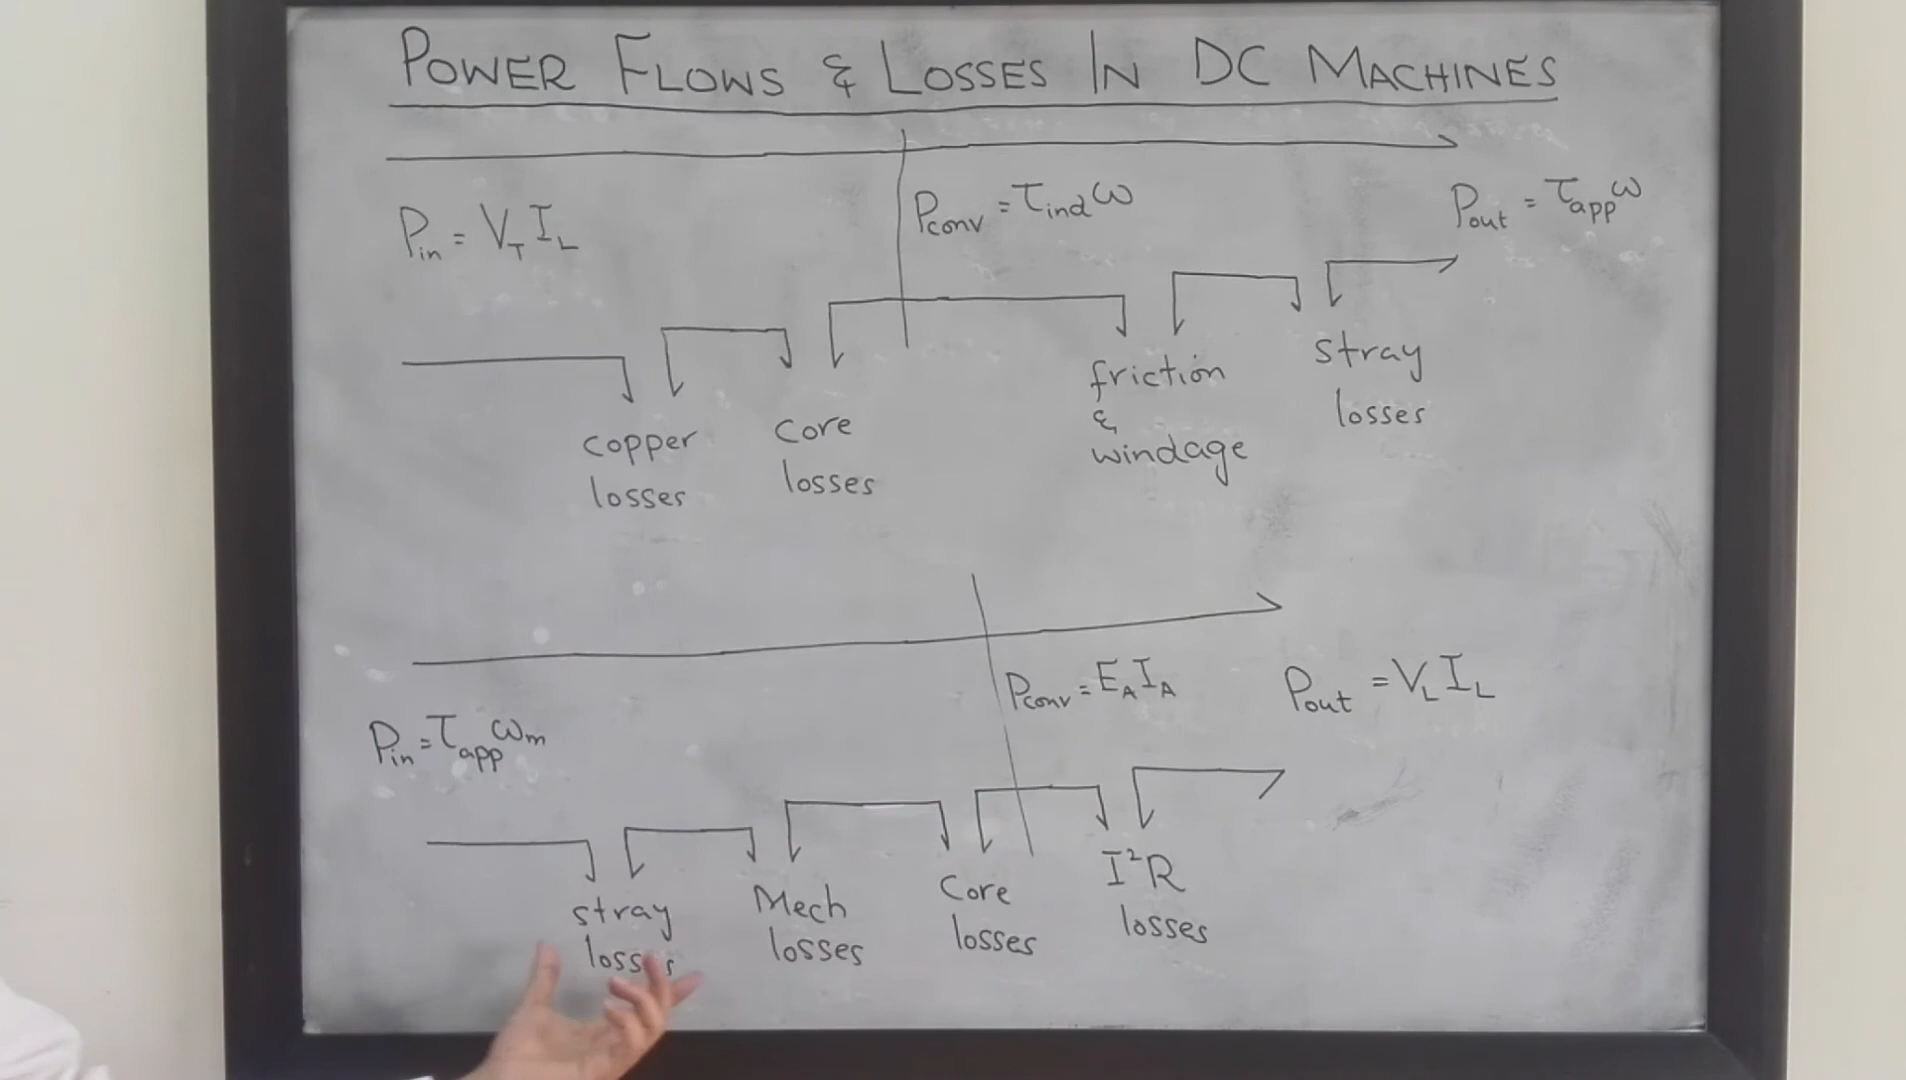 POWER FLOWS & LOSSES IN DC MACHINES
Pin = VT IL
Pconv = τind ω
Pout = τapp ω
copper
losses
core
losses
friction
&
windage
stray
losses
Pin = τapp ωm
Pconv = EA IA
Pout = VL IL
stray
losses
Mech
losses
Core
losses
I²R
losses